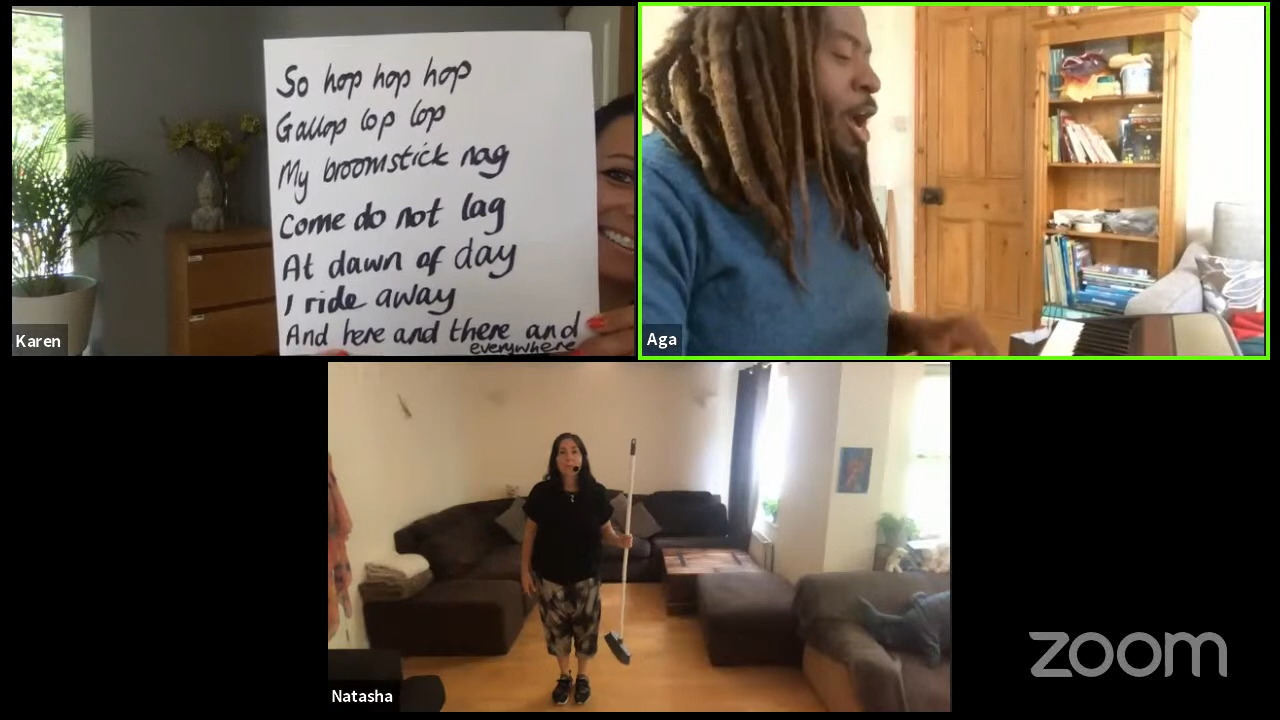 So hop hop hop
Gallop lop lop
My broomstick nag
Come do not lag
At dawn of day
I ride away
And here and there and
everywhere
Karen
Aga
Natasha
zoom